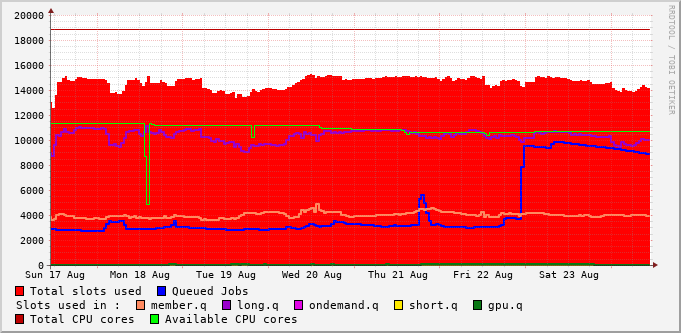 RRDTOOL / TOBI OETIKER
20000
18000
16000
14000
12000
10000
8000
6000
4000
2000
0
Sun 17 Aug Mon 18 Aug Tue 19 Aug Wed 20 Aug Thu 21 Aug Fri 22 Aug Sat 23 Aug
Total slots used Queued Jobs
Slots used in : member.q long.q ondemand.q short.q gpu.q
Total CPU cores Available CPU cores